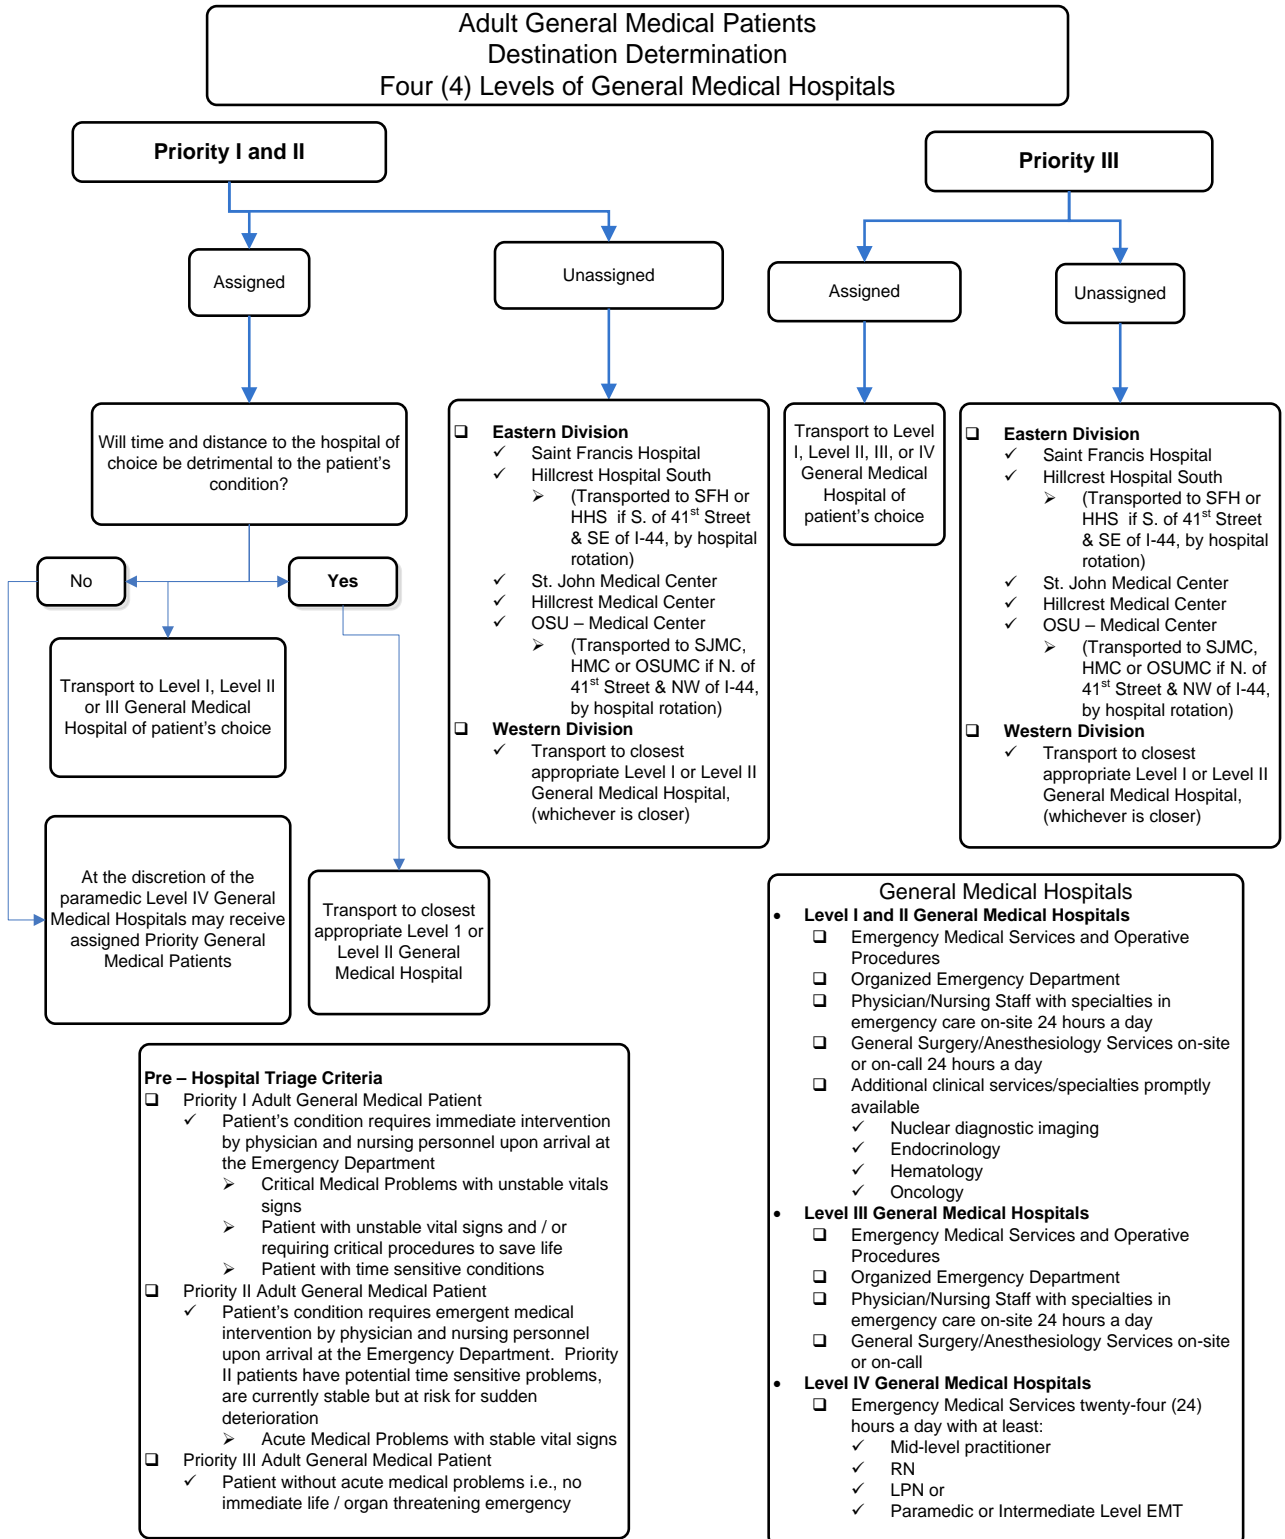 Adult General Medical Patients
Destination Determination
Four (4) Levels of General Medical Hospitals
Priority I and II
Priority III
Assigned
Unassigned
Assigned
Unassigned
Will time and distance to the hospital of
choice be detrimental to the patient's
condition?
No
Yes
Transport to Level I, Level II
or III General Medical
Hospital of patient's choice
At the discretion of the
paramedic Level IV General
Medical Hospitals may receive
assigned Priority General
Medical Patients
Transport to closest
appropriate Level 1 or
Level II General
Medical Hospital
❑ Eastern Division
✓ Saint Francis Hospital
✓ Hillcrest Hospital South
➢ (Transported to SFH or
HHS if S. of 41st Street
& SE of I-44, by hospital
rotation)
✓ St. John Medical Center
✓ Hillcrest Medical Center
✓ OSU – Medical Center
➢ (Transported to SJMC,
HMC or OSUMC if N. of
41st Street & NW of I-44,
by hospital rotation)
❑ Western Division
✓ Transport to closest
appropriate Level I or Level II
General Medical Hospital,
(whichever is closer)
Transport to Level
I, Level II, III, or IV
General Medical
Hospital of
patient's choice
❑ Eastern Division
✓ Saint Francis Hospital
✓ Hillcrest Hospital South
➢ (Transported to SFH or
HHS if S. of 41st Street
& SE of I-44, by hospital
rotation)
✓ St. John Medical Center
✓ Hillcrest Medical Center
✓ OSU – Medical Center
➢ (Transported to SJMC,
HMC or OSUMC if N. of
41st Street & NW of I-44,
by hospital rotation)
❑ Western Division
✓ Transport to closest
appropriate Level I or Level II
General Medical Hospital,
(whichever is closer)
Pre – Hospital Triage Criteria
❑ Priority I Adult General Medical Patient
✓ Patient's condition requires immediate intervention
by physician and nursing personnel upon arrival at
the Emergency Department
➢ Critical Medical Problems with unstable vitals
signs
➢ Patient with unstable vital signs and / or
requiring critical procedures to save life
➢ Patient with time sensitive conditions
❑ Priority II Adult General Medical Patient
✓ Patient's condition requires emergent medical
intervention by physician and nursing personnel
upon arrival at the Emergency Department. Priority
II patients have potential time sensitive problems,
are currently stable but at risk for sudden
deterioration
➢ Acute Medical Problems with stable vital signs
❑ Priority III Adult General Medical Patient
✓ Patient without acute medical problems i.e., no
immediate life / organ threatening emergency
General Medical Hospitals
• Level I and II General Medical Hospitals
❑ Emergency Medical Services and Operative
Procedures
❑ Organized Emergency Department
❑ Physician/Nursing Staff with specialties in
emergency care on-site 24 hours a day
❑ General Surgery/Anesthesiology Services on-site
or on-call 24 hours a day
❑ Additional clinical services/specialties promptly
available
✓ Nuclear diagnostic imaging
✓ Endocrinology
✓ Hematology
✓ Oncology
• Level III General Medical Hospitals
❑ Emergency Medical Services and Operative
Procedures
❑ Organized Emergency Department
❑ Physician/Nursing Staff with specialties in
emergency care on-site 24 hours a day
❑ General Surgery/Anesthesiology Services on-site
or on-call
• Level IV General Medical Hospitals
❑ Emergency Medical Services twenty-four (24)
hours a day with at least:
✓ Mid-level practitioner
✓ RN
✓ LPN or
✓ Paramedic or Intermediate Level EMT